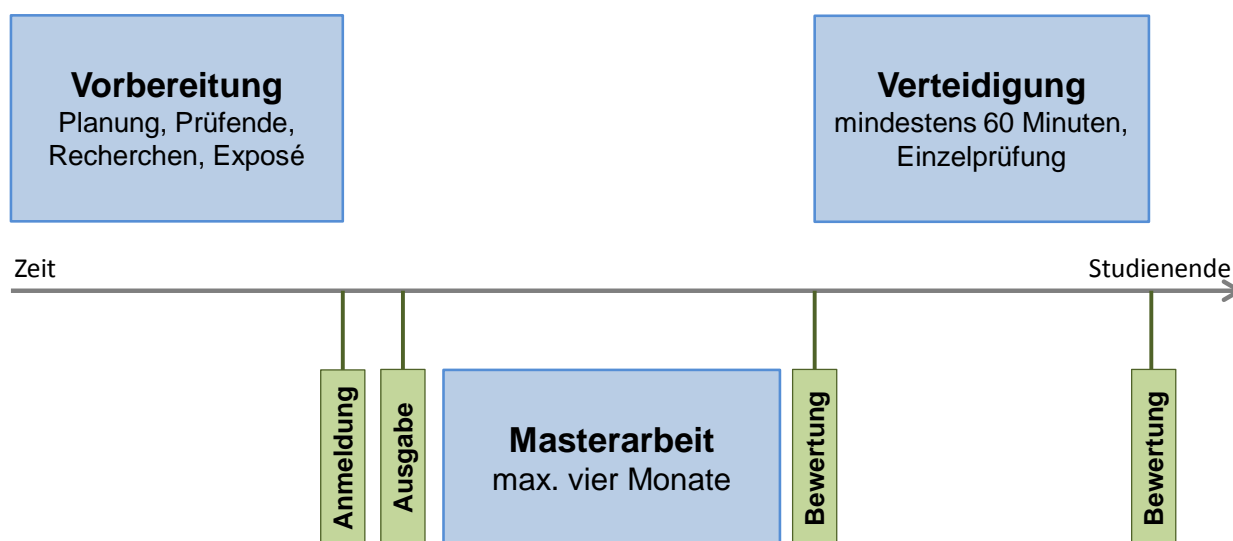 Vorbereitung
Planung, Prüfende,
Recherchen, Exposé
Verteidigung
mindestens 60 Minuten,
Einzelprüfung
Zeit
Studienende
Anmeldung
Ausgabe
Masterarbeit
max. vier Monate
Bewertung
Bewertung